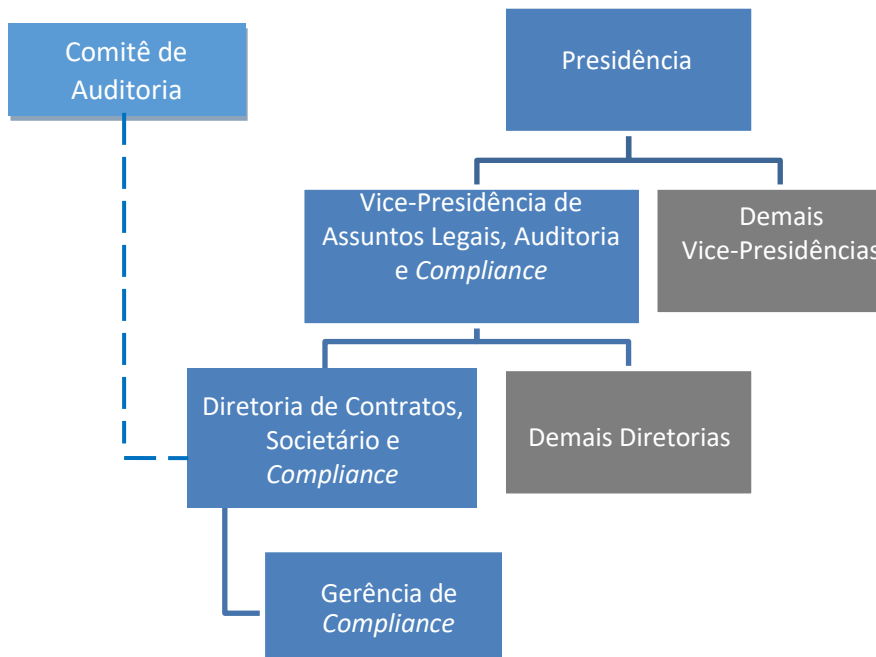 Comitê de
Auditoria
Presidência
Vice-Presidência de
Assuntos Legais, Auditoria
e Compliance
Demais
Vice-Presidências
Diretoria de Contratos,
Societário e
Compliance
Demais Diretorias
Gerência de
Compliance